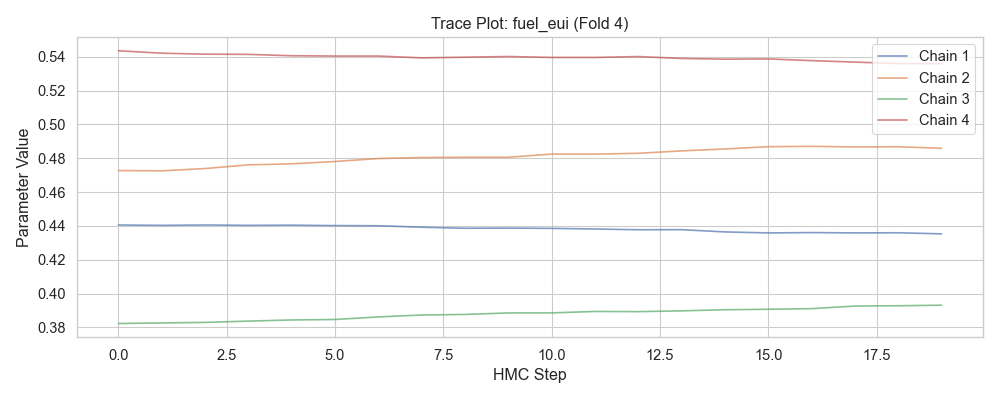 Trace Plot: fuel_eui (Fold 4)
Parameter Value
0.54
0.52
0.50
0.48
0.46
0.44
0.42
0.40
0.38
Chain 1
Chain 2
Chain 3
Chain 4
0.0 2.5 5.0 7.5 10.0 12.5 15.0 17.5
HMC Step